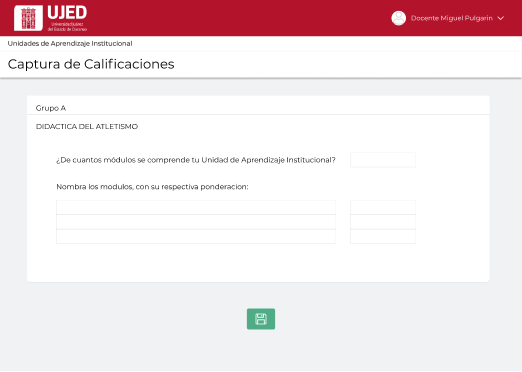 UJED
Universidad Juárez
del Estado de Durango
Docente Miguel Pulgarin
Unidades de Aprendizaje Institucional
Captura de Calificaciones
Grupo A
DIDACTICA DEL ATLETISMO
¿De cuantos módulos se comprende tu Unidad de Aprendizaje Institucional?
Nombra los modulos, con su respectiva ponderacion: